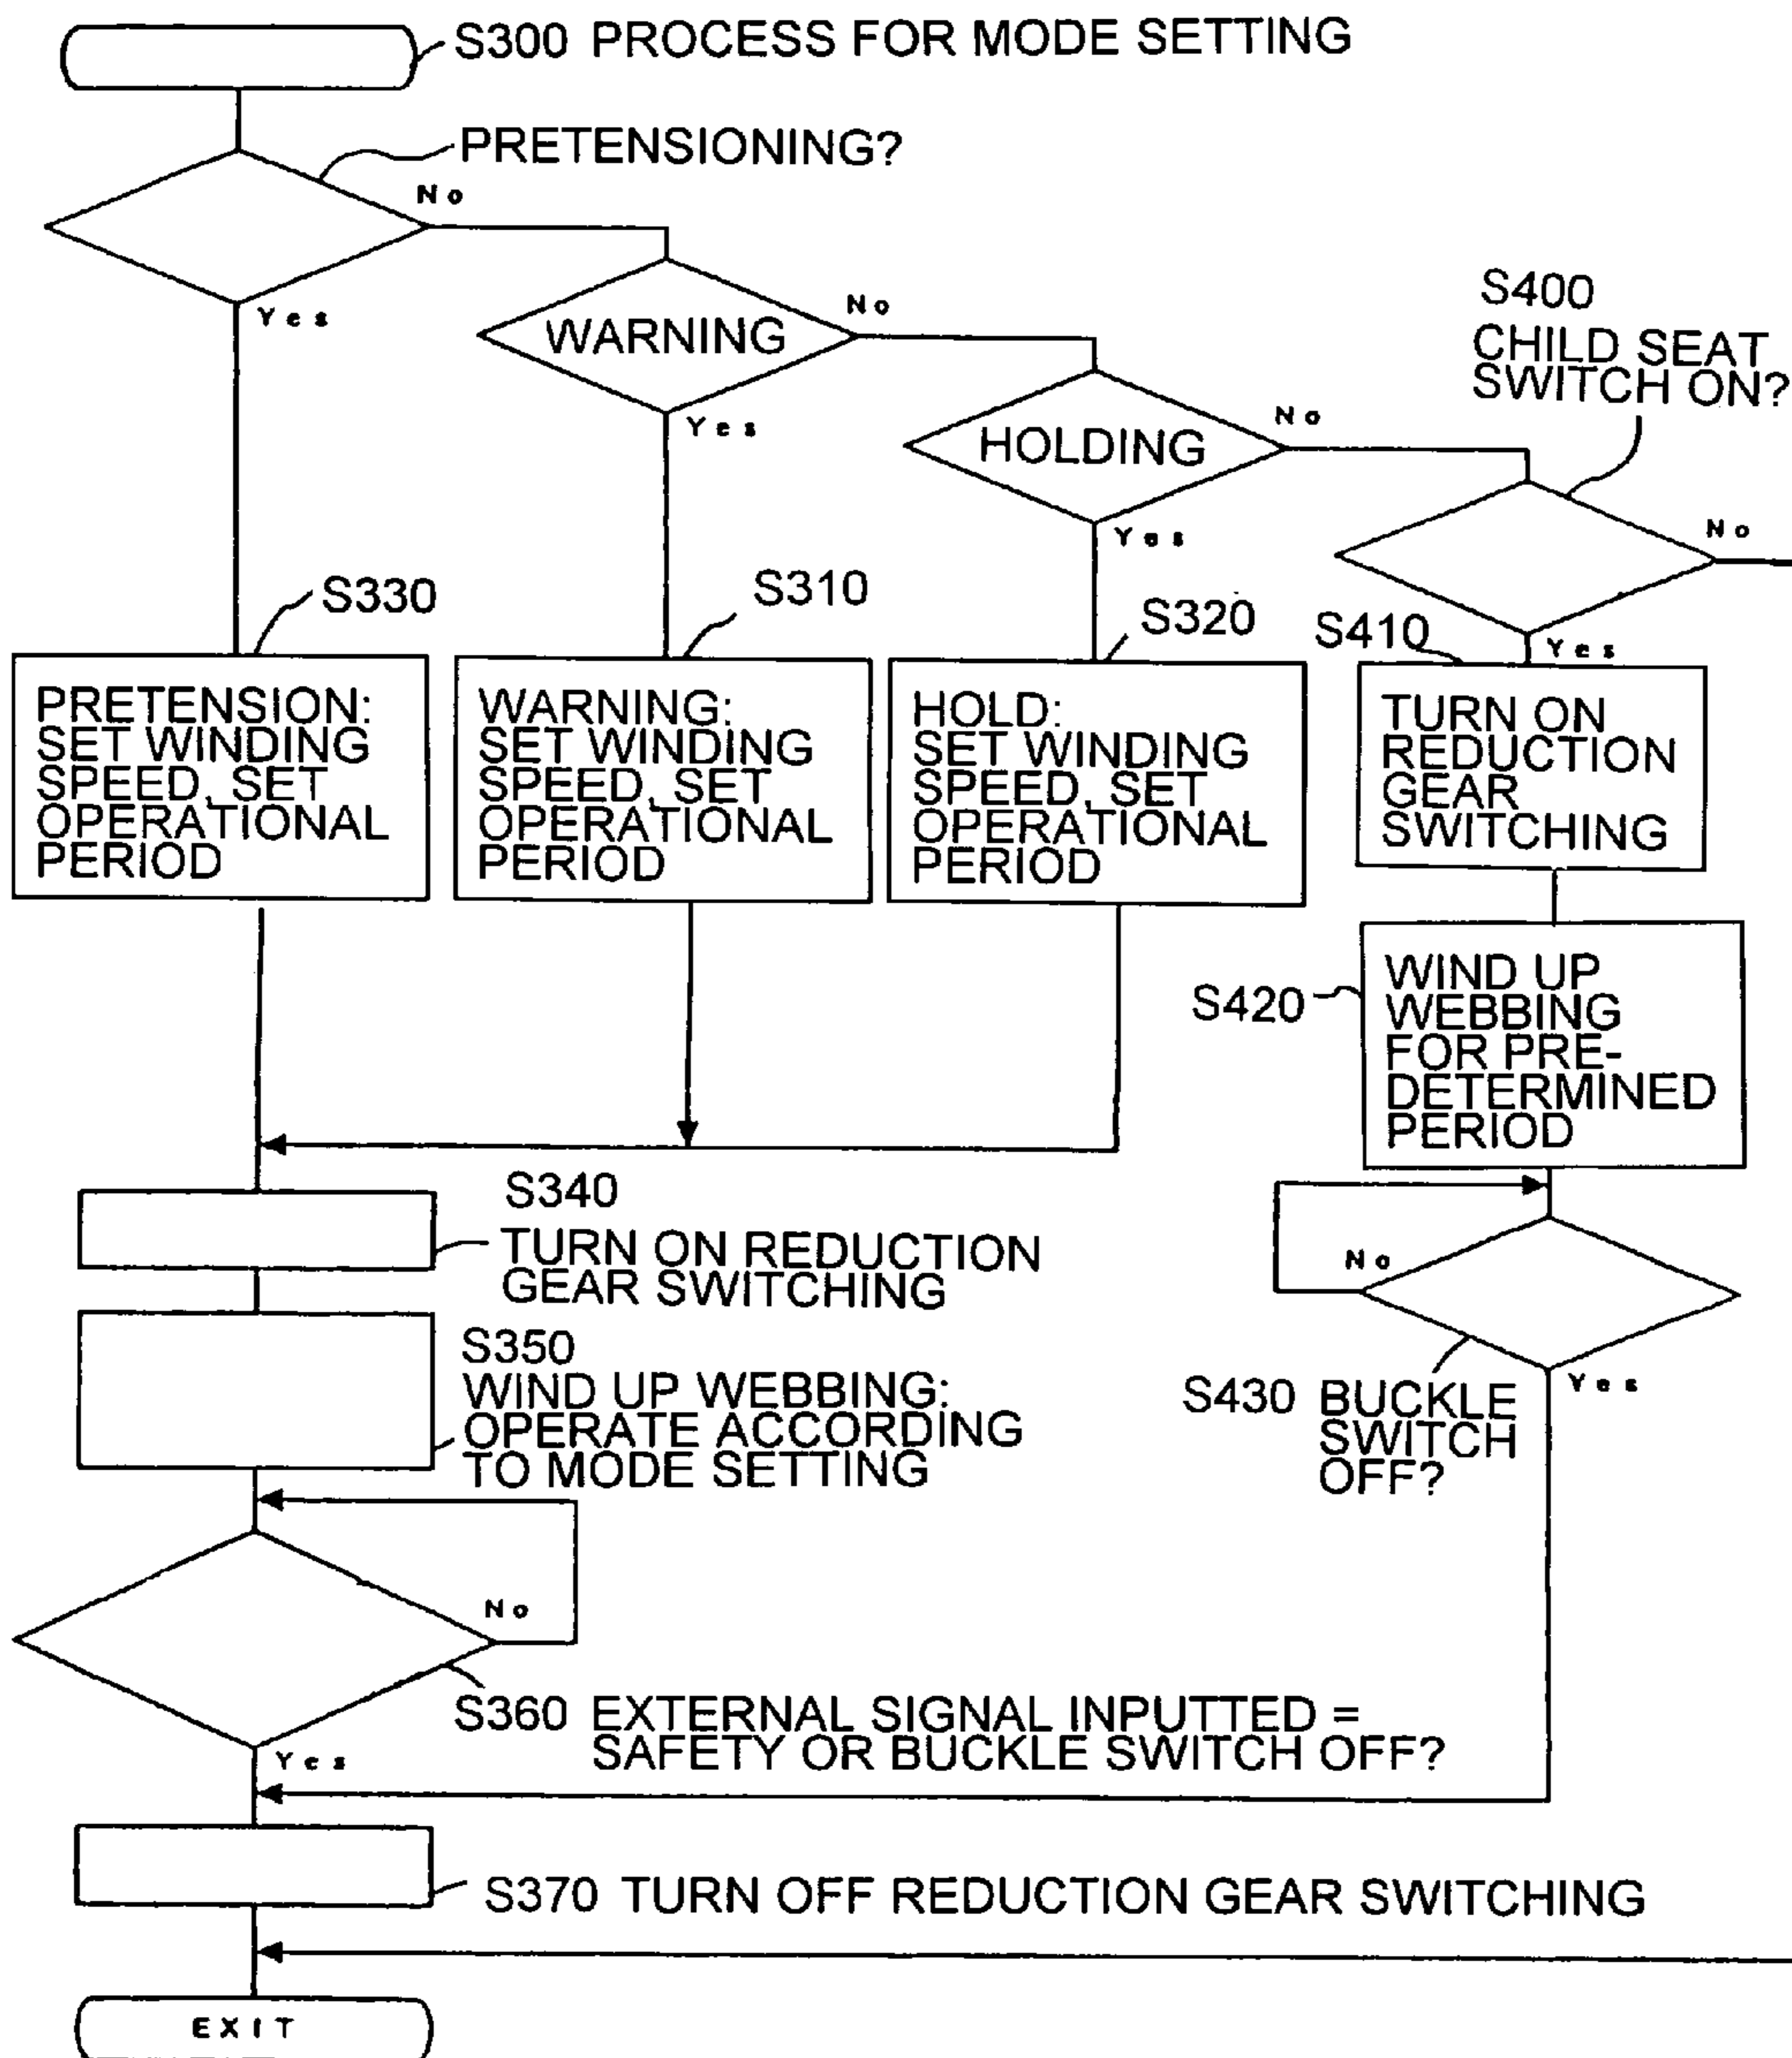 S300 PROCESS FOR MODE SETTING
PRETENSIONING?
No
Yes
WARNING
No
Yes
HOLDING
No
Yes
S400
CHILD SEAT
SWITCH ON?
No
Yes
S330
PRETENSION:
SET WINDING
SPEED, SET
OPERATIONAL
PERIOD
S310
WARNING:
SET WINDING
SPEED, SET
OPERATIONAL
PERIOD
S320
HOLD:
SET WINDING
SPEED, SET
OPERATIONAL
PERIOD
S410
TURN ON
REDUCTION
GEAR
SWITCHING
S420
WIND UP
WEBBING
FOR PRE-
DETERMINED
PERIOD
S340
TURN ON REDUCTION
GEAR SWITCHING
No
Yes
S430 BUCKLE
SWITCH
OFF?
S350
WIND UP WEBBING:
OPERATE ACCORDING
TO MODE SETTING
No
S360 EXTERNAL SIGNAL INPUTTED =
SAFETY OR BUCKLE SWITCH OFF?
Yes
S370 TURN OFF REDUCTION GEAR SWITCHING
EXIT